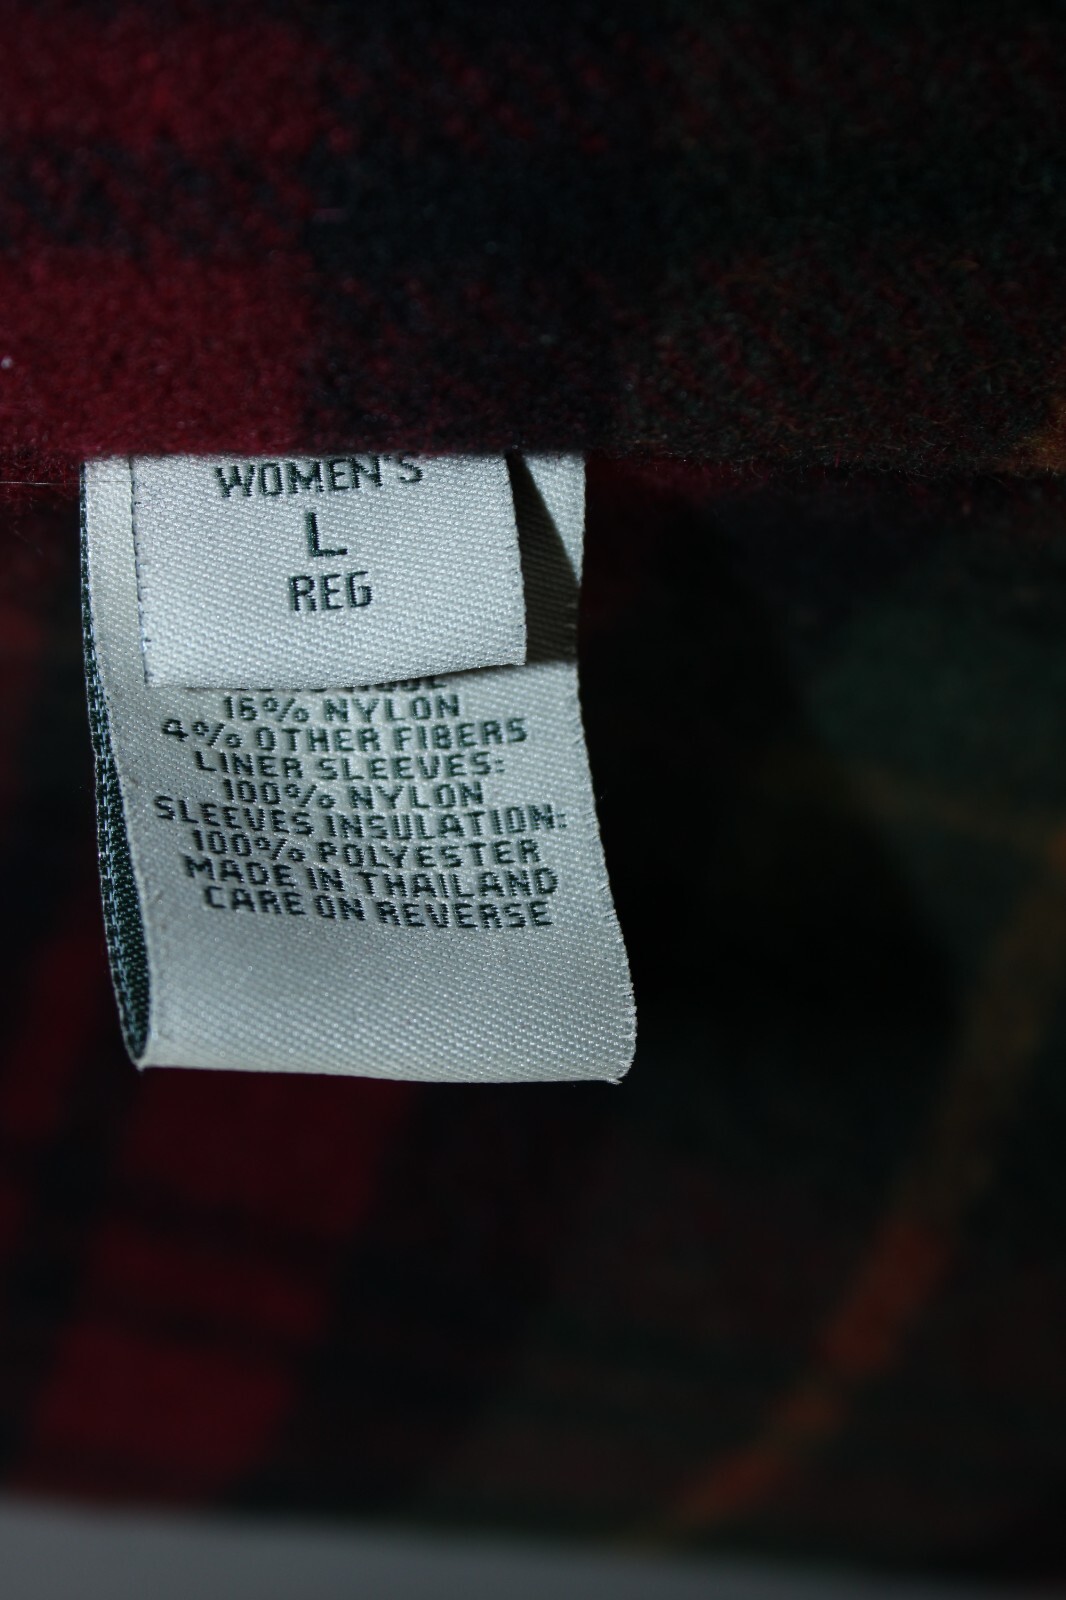 WOMEN'S
L
REG
16% NYLON
4% OTHER FIBERS
LINER SLEEVES:
100% NYLON
SLEEVES INSULATION:
100% POLYESTER
MADE IN THAILAND
CARE ON REVERSE